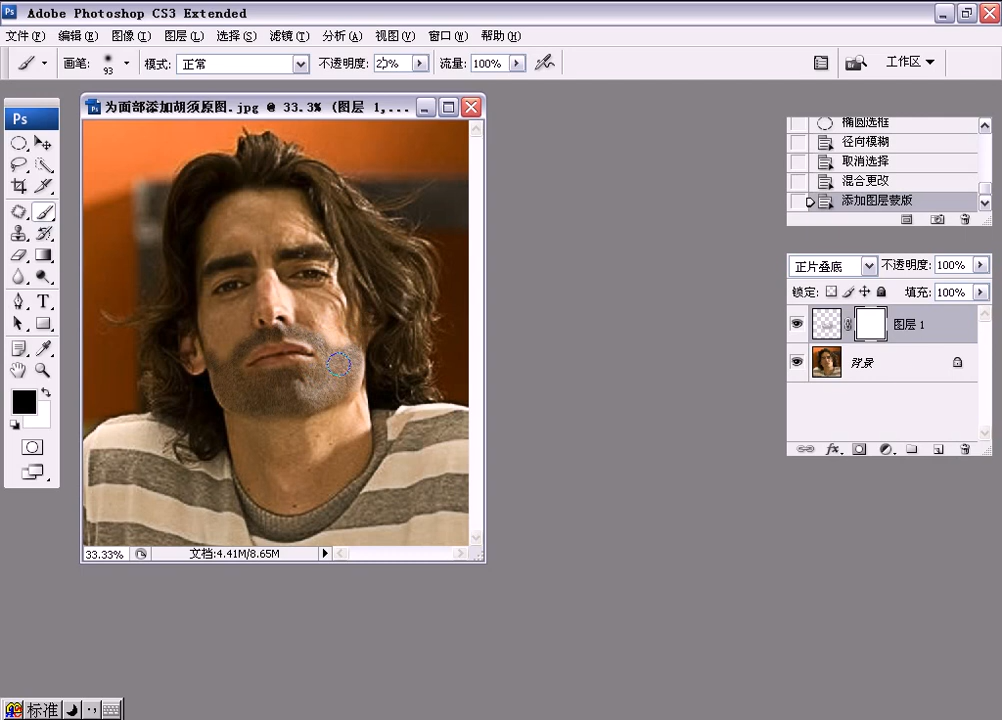 Ps Adobe Photoshop CS3 Extended
文件(F) 编辑(E) 图像(I) 图层(L) 选择(S) 滤镜(T) 分析(A) 视图(V) 窗口(W) 帮助(H)
画笔: 93 模式: 正常 不透明度: 20% 流量: 100% 工作区
Ps
为面部添加胡须原图.jpg @ 33.3% (图层 1,...
椭圆选框
径向模糊
取消选择
混合更改
添加图层蒙版
正片叠底 不透明度: 100%
锁定: 填充: 100%
图层 1
背景
33.33% 文档:4.41M/8.65M
标准